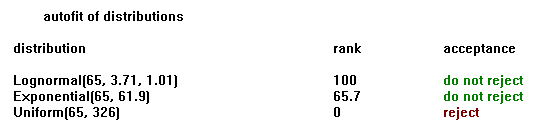 autofit of distributions
distribution rank acceptance
Lognormal(65, 3.71, 1.01) 100 do not reject
Exponential(65, 61.9) 65.7 do not reject
Uniform(65, 326) 0 reject